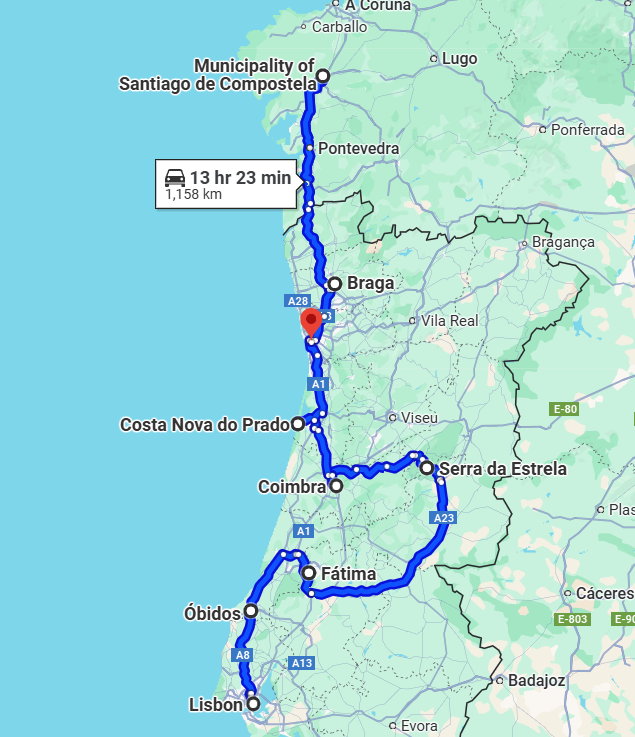 A Coruña
Carballo
Lugo
Municipality of
Santiago de Compostela
Ponferrada
Pontevedra
13 hr 23 min
1,158 km
Bragança
Braga
A28
Vila Real
A1
E-80
Costa Nova do Prado
Viseu
Serra da Estrela
Coimbra
A23
A1
Fátima
Cáceres
Óbidos
E-803
A8
A13
Badajoz
Lisbon
Evora